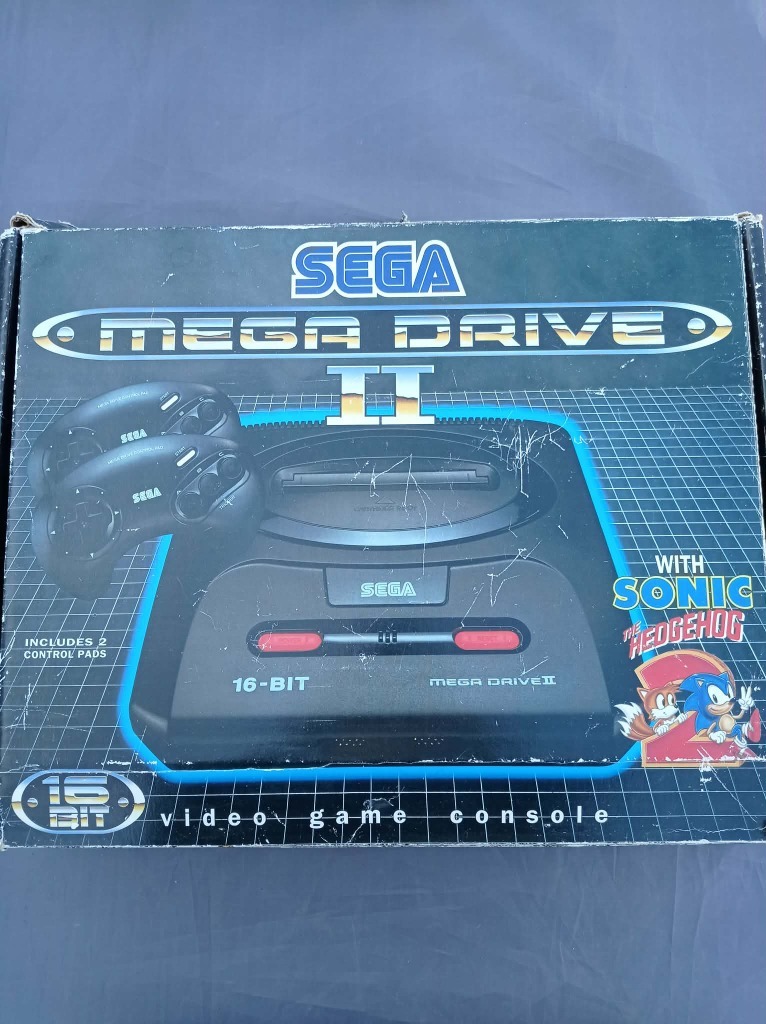 SEGA
MEGA DRIVE
II
SEGA
SEGA
SEGA
WITH
SONIC
THE
HEDGEHOG
2
INCLUDES 2
CONTROL PADS
16-BIT
MEGA DRIVE II
16
BIT
video game console